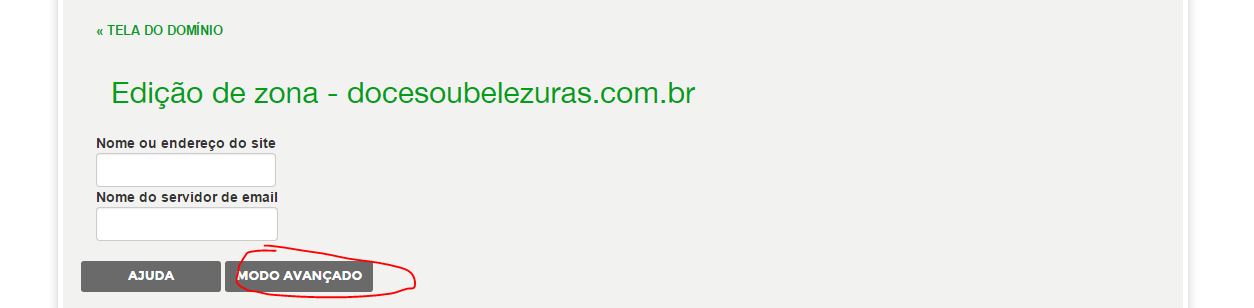 « TELA DO DOMÍNIO
Edição de zona - docesoubelezuras.com.br
Nome ou endereço do site
Nome do servidor de email
AJUDA MODO AVANÇADO